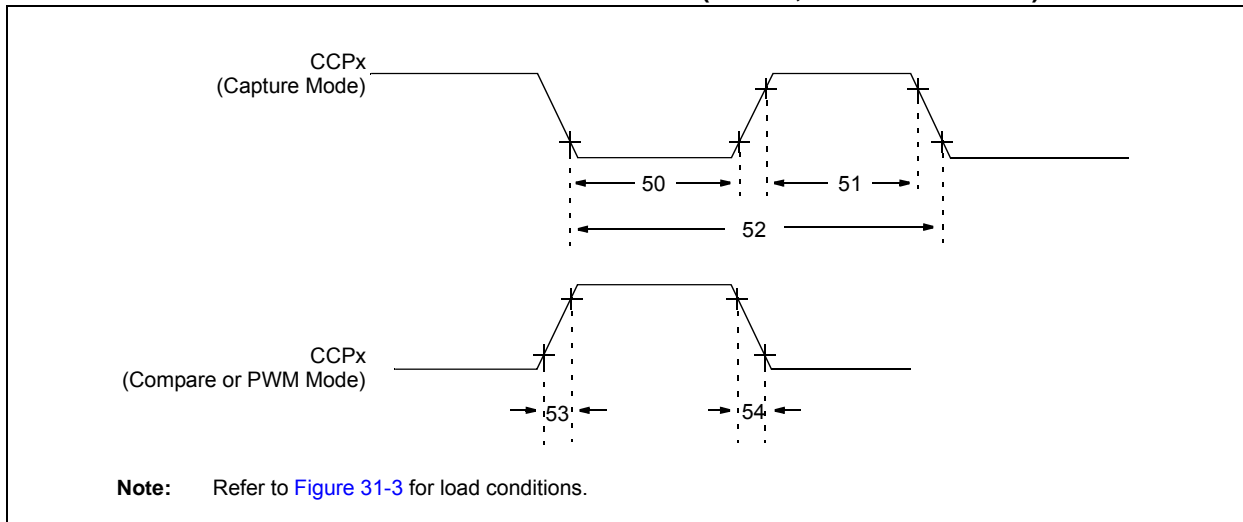 CCPx
(Capture Mode)
50
51
52
CCPx
(Compare or PWM Mode)
53
54
Note: Refer to Figure 31-3 for load conditions.